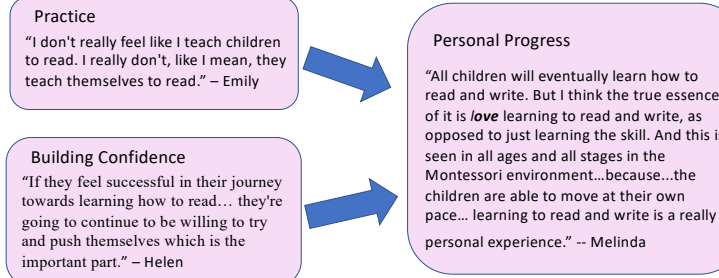 Practice
“I don't really feel like I teach children
to read. I really don't, like I mean, they
teach themselves to read.” – Emily
Building Confidence
“If they feel successful in their journey
towards learning how to read… they're
going to continue to be willing to try
and push themselves which is the
important part.” – Helen
Personal Progress
“All children will eventually learn how to
read and write. But I think the true essence
of it is love learning to read and write, as
opposed to just learning the skill. And this is
seen in all ages and all stages in the
Montessori environment…because...the
children are able to move at their own
pace… learning to read and write is a really
personal experience.” -- Melinda